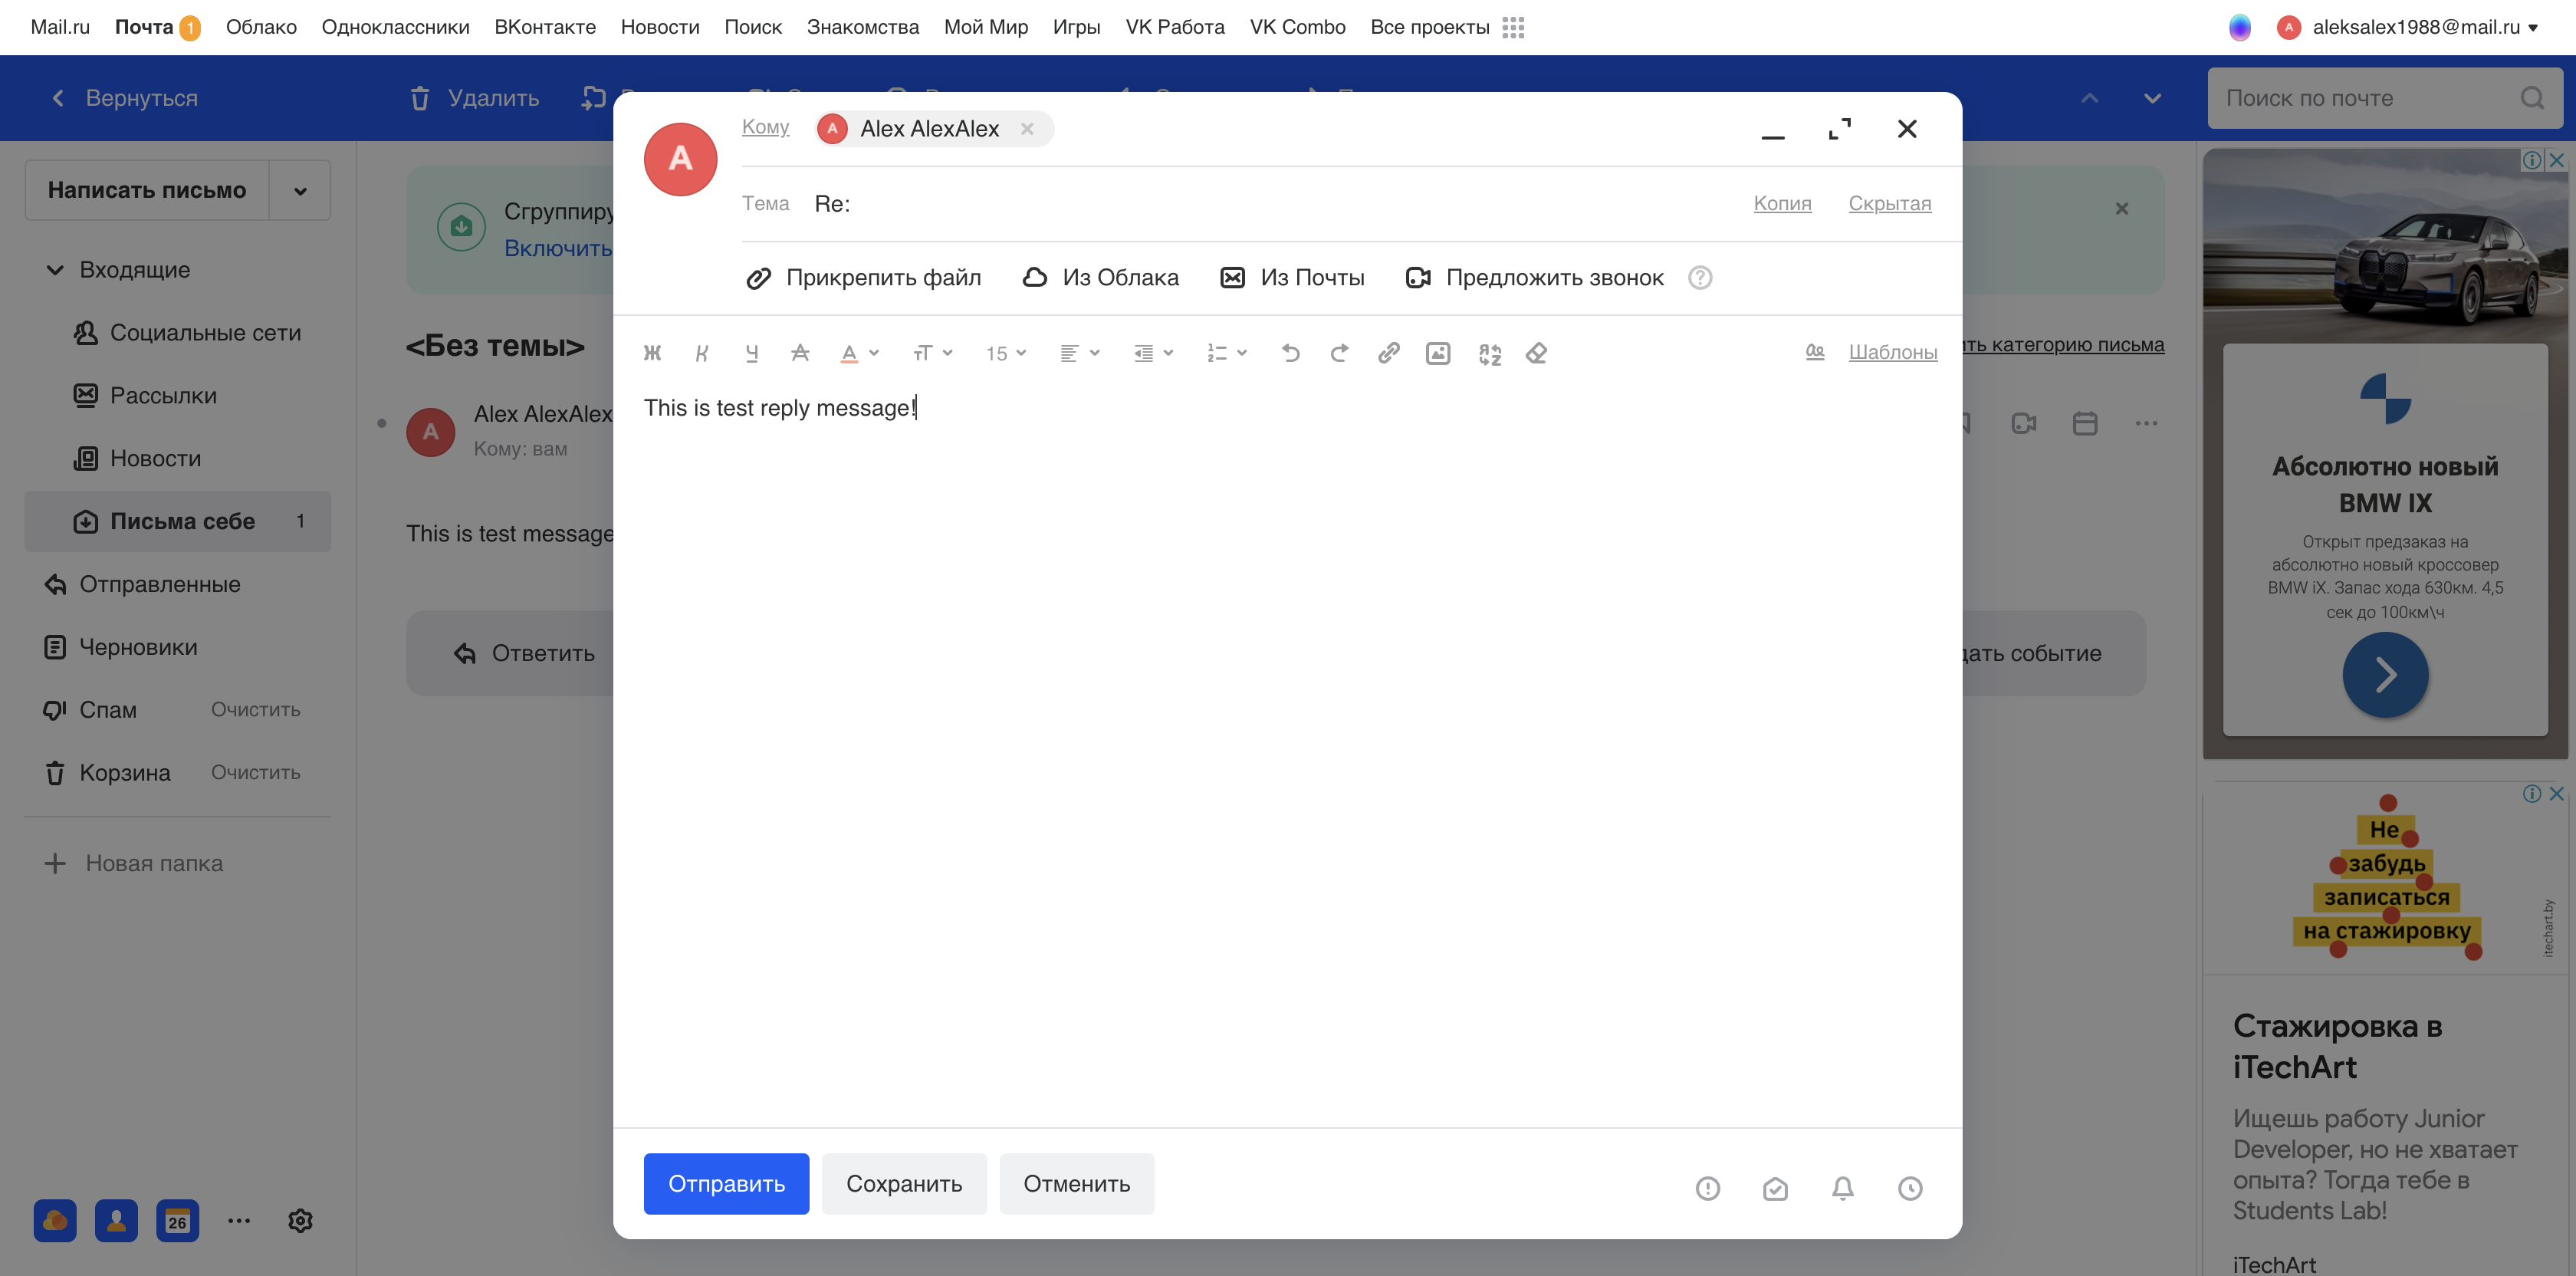 Mail.ru Почта 1 Облако Одноклассники ВКонтакте Новости Поиск Знакомства Мой Мир Игры VK Работа VK Combo Все проекты A aleksalex1988@mail.ru
Вернуться Удалить Поиск по почте
Написать письмо
Входящие
Социальные сети
Рассылки
Новости
Письма себе 1
Отправленные
Черновики
Спам Очистить
Корзина Очистить
Новая папка
26
Сгруппиру
Включить
<Без темы>
ть категорию письма
A Alex AlexAlex
Кому: вам
This is test message
Ответить
дать событие
A
Кому A Alex AlexAlex
Тема Re: Копия Скрытая
Прикрепить файл Из Облака Из Почты Предложить звонок ?
Ж К Ч А А тТ 15 Шаблоны
This is test reply message!
Отправить Сохранить Отменить
Абсолютно новый
BMW IX
Открыт предзаказ на
абсолютно новый кроссовер
BMW iX. Запас хода 630км. 4,5
сек до 100км\ч
Не
забудь
записаться
на стажировку
itechart.by
Стажировка в
iTechArt
Ищешь работу Junior
Developer, но не хватает
опыта? Тогда тебе в
Students Lab!
iTechArt